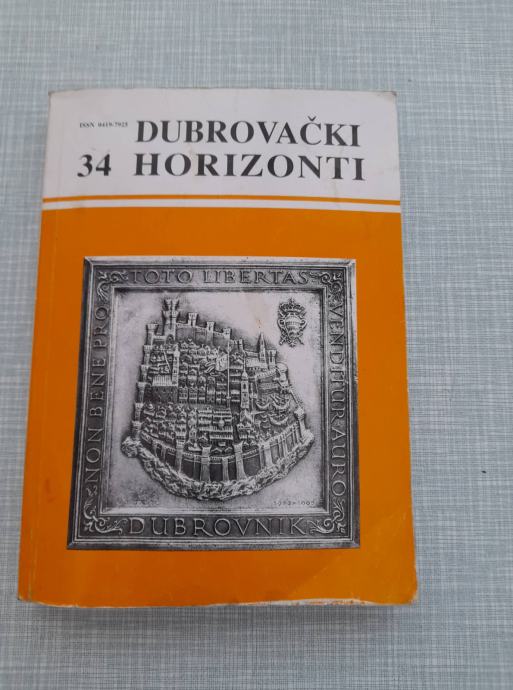 ISSN 0419-7925
DUBROVAČKI
34 HORIZONTI
NON BENE PRO
TOTO LIBERTAS
VENDITUR AURO
DUBROVNIK